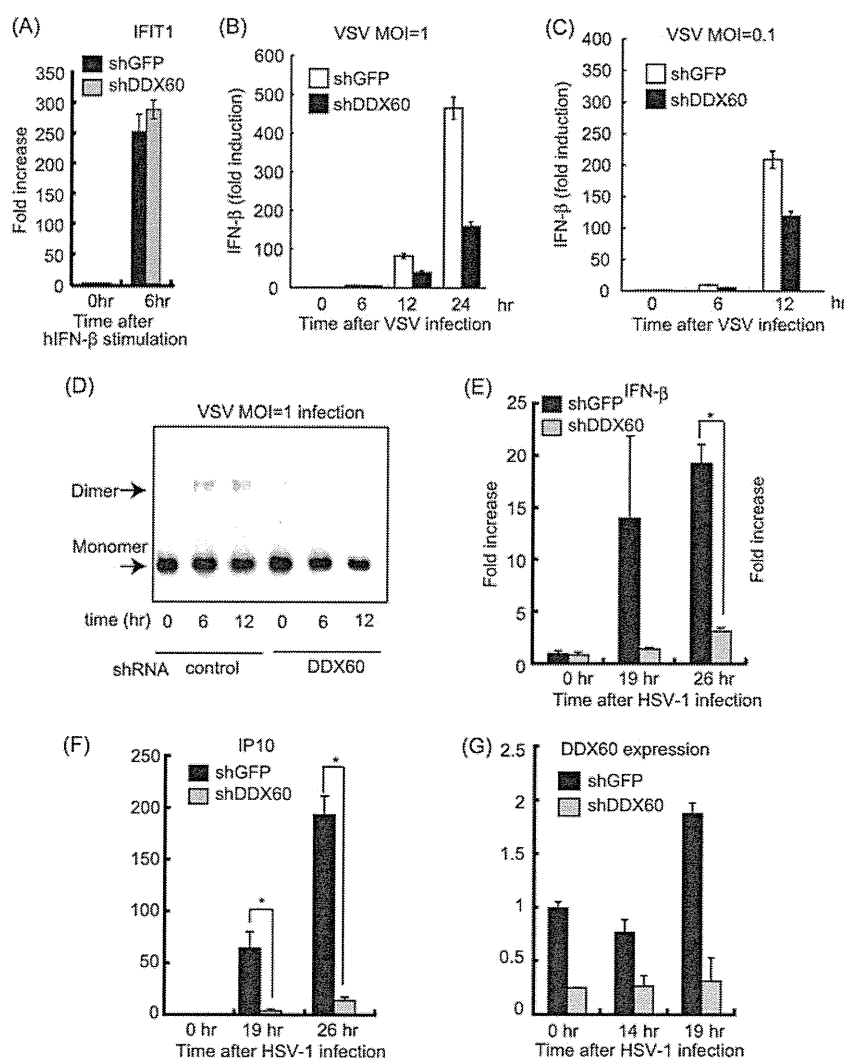 (A)
IFIT1
shGFP
shDDX60
Fold increase
350
300
250
200
150
100
50
0
0hr 6hr
Time after
hIFN-β stimulation
(B)
VSV MOI=1
shGFP
shDDX60
IFN-β (fold induction)
600
500
400
300
200
100
0
0 6 12 24 hr
Time after VSV infection
(C)
VSV MOI=0.1
shGFP
shDDX60
IFN-β (fold induction)
400
350
300
250
200
150
100
50
0
0 6 12 hr
Time after VSV infection
(D)
VSV MOI=1 infection
Dimer
Monomer
time (hr) 0 6 12 0 6 12
shRNA control DDX60
(E)
IFN-β
shGFP
shDDX60
Fold increase
25
20
15
10
5
0
*
Fold increase
0 hr 19 hr 26 hr
Time after HSV-1 infection
(F)
IP10
shGFP
shDDX60
250
200
150
100
50
0
*
*
0 hr 19 hr 26 hr
Time after HSV-1 infection
(G)
DDX60 expression
shGFP
shDDX60
2.5
2
1.5
1
0.5
0
0 hr 14 hr 19 hr
Time after HSV-1 infection